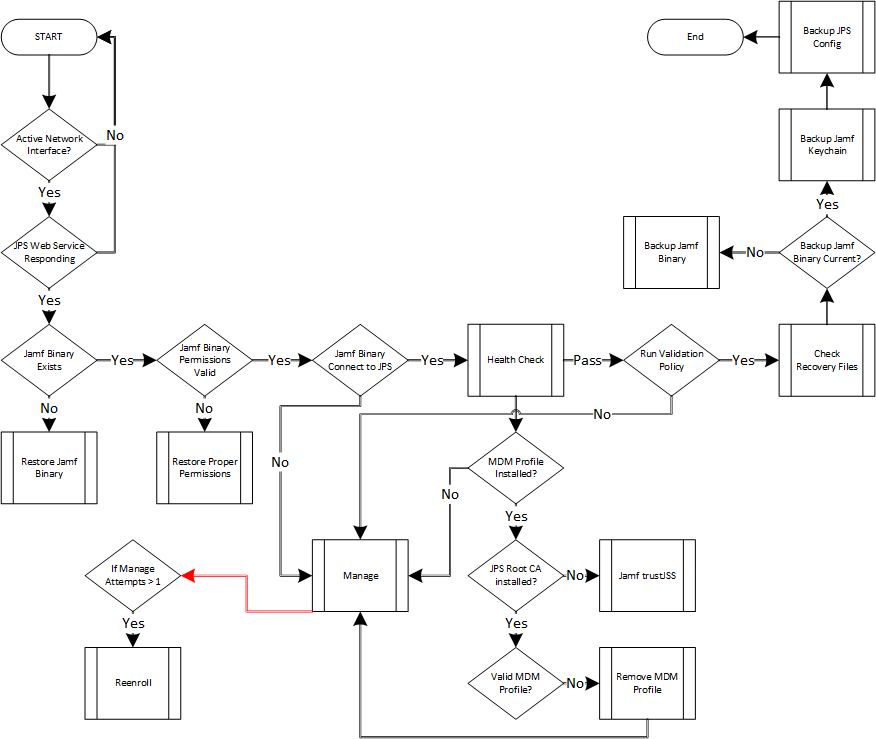 START
End
Backup JPS
Config
No
Active Network
Interface?
Backup Jamf
Keychain
Yes
Yes
JPS Web Service
Responding
Backup Jamf
Binary
No
Backup Jamf
Binary Current?
Yes
Jamf Binary
Exists
Yes
Jamf Binary
Permissions
Valid
Yes
Jamf Binary
Connect to JPS
Yes
Health Check
Pass
Run Validation
Policy
Yes
Check
Recovery Files
No
No
No
Restore Jamf
Binary
Restore Proper
Permissions
No
MDM Profile
Installed?
No
Yes
If Manage
Attempts > 1
Manage
JPS Root CA
installed?
No
Jamf trustJSS
Yes
Yes
Reenroll
Valid MDM
Profile?
No
Remove MDM
Profile